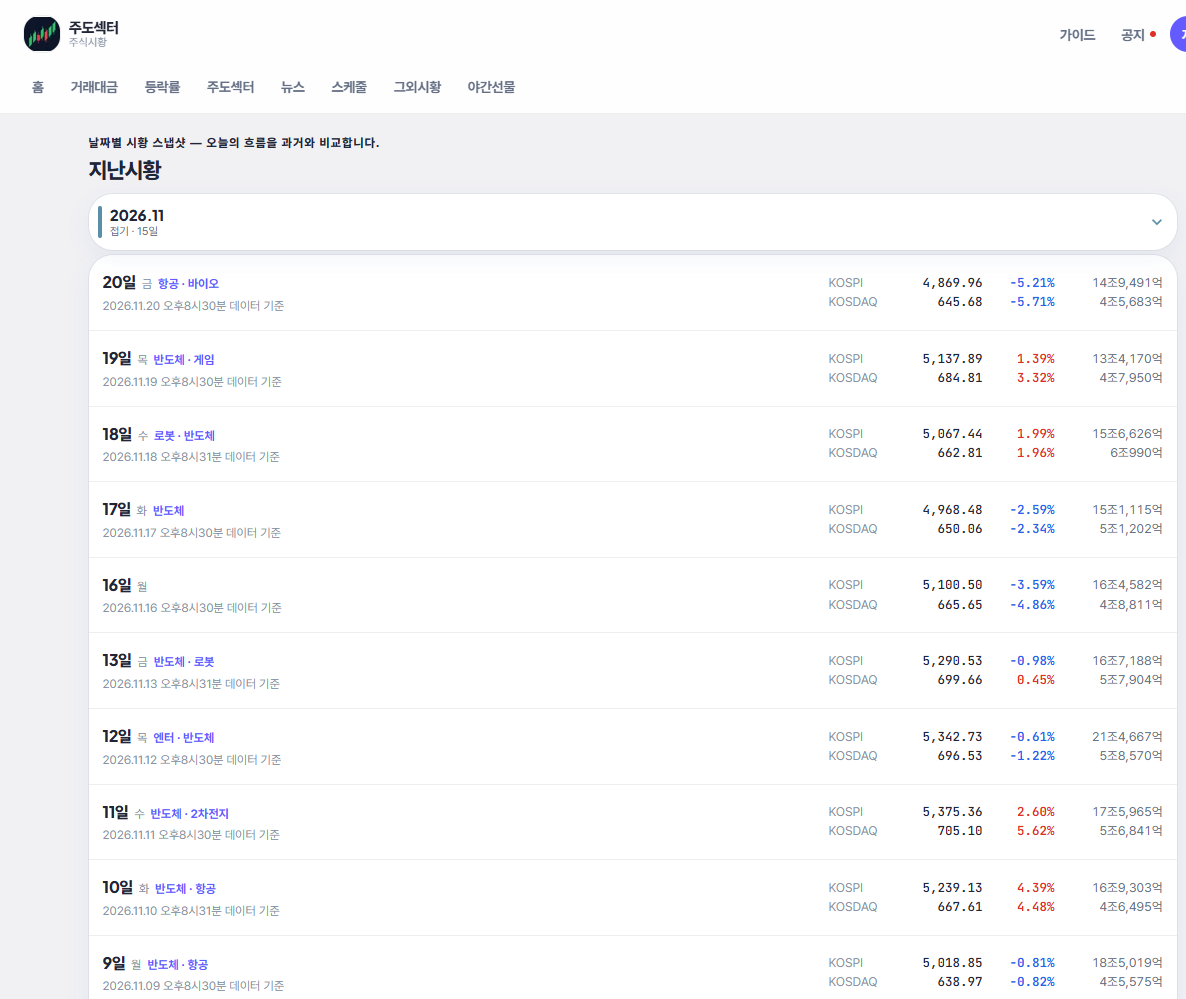 주도섹터
주식시황
가이드 공지
홈 거래대금 등락률 주도섹터 뉴스 스케줄 그외시황 야간선물
날짜별 시황 스냅샷 — 오늘의 흐름을 과거와 비교합니다.
지난시황
2026.11
접기 · 15일
20일 금 항공 · 바이오 KOSPI 4,869.96 -5.21% 14조9,491억
2026.11.20 오후8시30분 데이터 기준 KOSDAQ 645.68 -5.71% 4조5,683억
19일 목 반도체 · 게임 KOSPI 5,137.89 1.39% 13조4,170억
2026.11.19 오후8시30분 데이터 기준 KOSDAQ 684.81 3.32% 4조7,950억
18일 수 로봇 · 반도체 KOSPI 5,067.44 1.99% 15조6,626억
2026.11.18 오후8시31분 데이터 기준 KOSDAQ 662.81 1.96% 6조990억
17일 화 반도체 KOSPI 4,968.48 -2.59% 15조1,115억
2026.11.17 오후8시30분 데이터 기준 KOSDAQ 650.06 -2.34% 5조1,202억
16일 월 KOSPI 5,100.50 -3.59% 16조4,582억
2026.11.16 오후8시30분 데이터 기준 KOSDAQ 665.65 -4.86% 4조8,811억
13일 금 반도체 · 로봇 KOSPI 5,290.53 -0.98% 16조7,188억
2026.11.13 오후8시31분 데이터 기준 KOSDAQ 699.66 0.45% 5조7,904억
12일 목 엔터 · 반도체 KOSPI 5,342.73 -0.61% 21조4,667억
2026.11.12 오후8시30분 데이터 기준 KOSDAQ 696.53 -1.22% 5조8,570억
11일 수 반도체 · 2차전지 KOSPI 5,375.36 2.60% 17조5,965억
2026.11.11 오후8시30분 데이터 기준 KOSDAQ 705.10 5.62% 5조6,841억
10일 화 반도체 · 항공 KOSPI 5,239.13 4.39% 16조9,303억
2026.11.10 오후8시31분 데이터 기준 KOSDAQ 667.61 4.48% 4조6,495억
9일 월 반도체 · 항공 KOSPI 5,018.85 -0.81% 18조5,019억
2026.11.09 오후8시30분 데이터 기준 KOSDAQ 638.97 -0.82% 4조5,575억